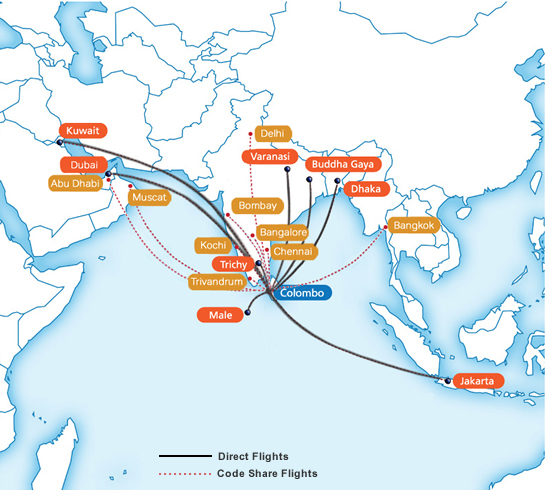 Kuwait
Delhi
Varanasi
Buddha Gaya
Dubai
Abu Dhabi
Dhaka
Muscat
Bombay
Bangkok
Bangalore
Kochi
Chennai
Trichy
Trivandrum
Colombo
Male
Jakarta
Direct Flights
Code Share Flights